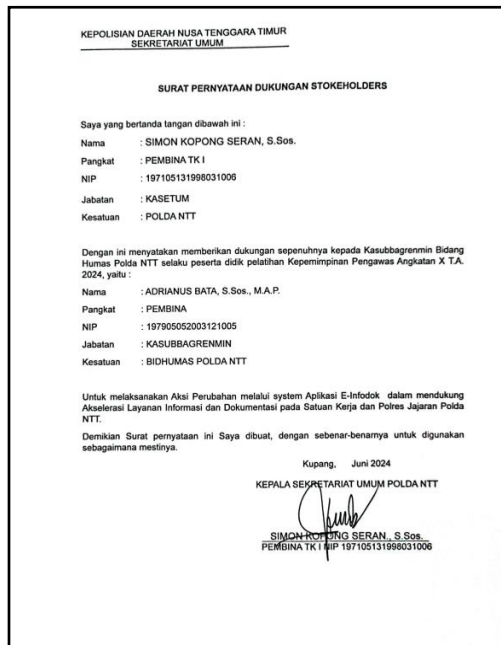 KEPOLISIAN DAERAH NUSA TENGGARA TIMUR
SEKRETARIAT UMUM
SURAT PERNYATAAN DUKUNGAN STOKEHOLDERS
Saya yang bertanda tangan dibawah ini :
Nama : SIMON KOPONG SERAN, S.Sos.
Pangkat : PEMBINA TK I
NIP : 197105131998031006
Jabatan : KASETUM
Kesatuan : POLDA NTT
Dengan ini menyatakan memberikan dukungan sepenuhnya kepada Kasubbagrenmin Bidang
Humas Polda NTT selaku peserta didik pelatihan Kepemimpinan Pengawas Angkatan X T.A.
2024, yaitu :
Nama : ADRIANUS BATA, S.Sos., M.A.P.
Pangkat : PEMBINA
NIP : 197905052003121005
Jabatan : KASUBBAGRENMIN
Kesatuan : BIDHUMAS POLDA NTT
Untuk melaksanakan Aksi Perubahan melalui system Aplikasi E-Infodok dalam mendukung
Akselerasi Layanan Informasi dan Dokumentasi pada Satuan Kerja dan Polres Jajaran Polda
NTT.
Demikian Surat pernyataan ini Saya dibuat, dengan sebenar-benarnya untuk digunakan
sebagaimana mestinya.
Kupang, Juni 2024
KEPALA SEKRETARIAT UMUM POLDA NTT
SIMON KOPONG SERAN., S.Sos.
PEMBINA TK I NIP 197105131998031006